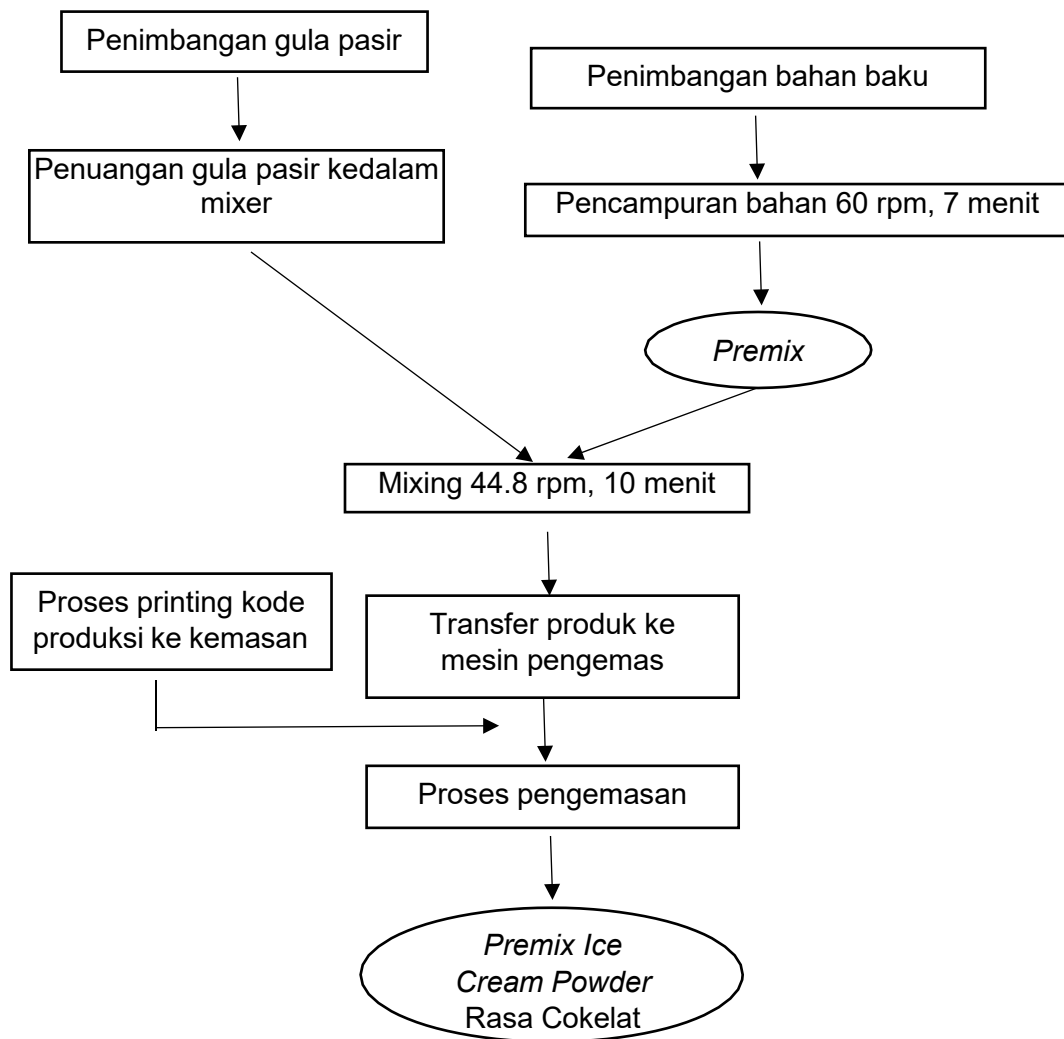 Penimbangan gula pasir
Penimbangan bahan baku
Penuangan gula pasir kedalam
mixer
Pencampuran bahan 60 rpm, 7 menit
Premix
Mixing 44.8 rpm, 10 menit
Proses printing kode
produksi ke kemasan
Transfer produk ke
mesin pengemas
Proses pengemasan
Premix Ice
Cream Powder
Rasa Cokelat